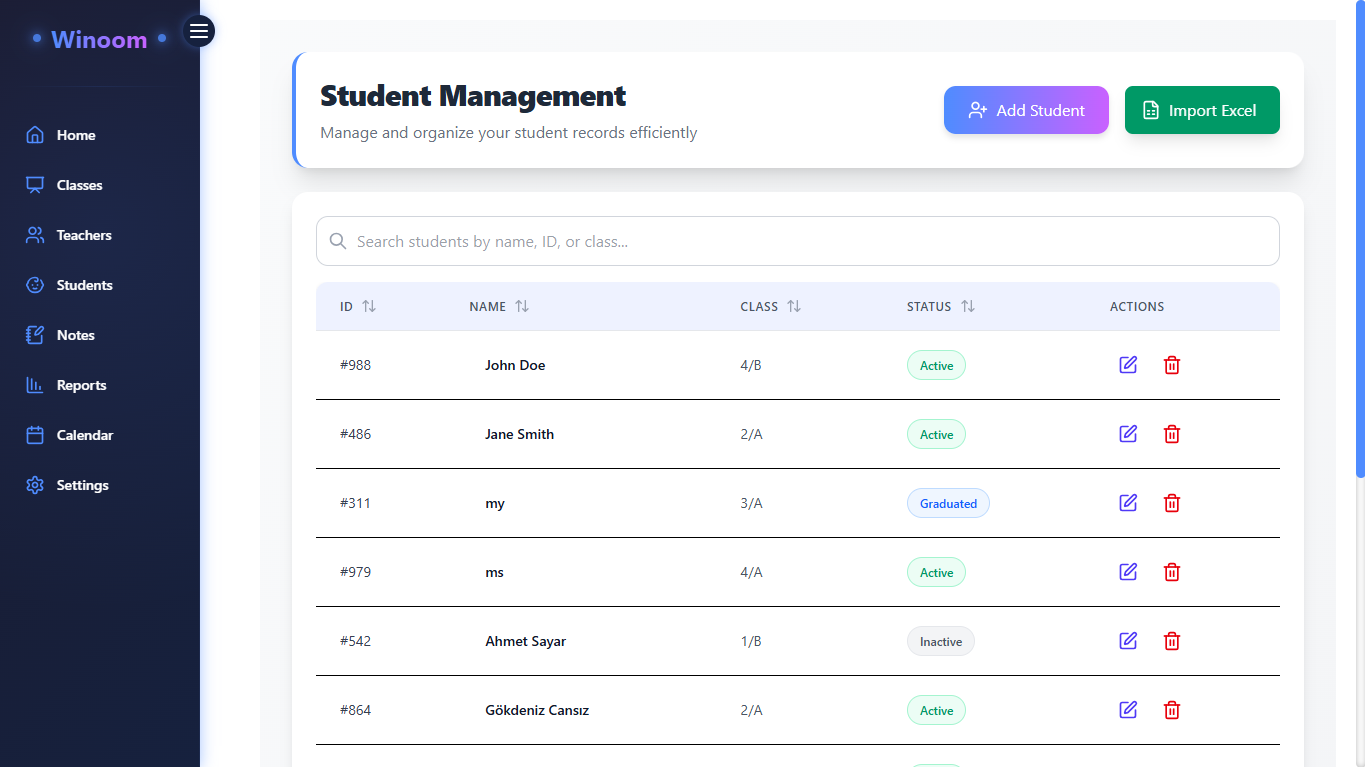 Winoom
Home
Classes
Teachers
Students
Notes
Reports
Calendar
Settings
Student Management
Manage and organize your student records efficiently
Add Student
Import Excel
Search students by name, ID, or class...
ID NAME CLASS STATUS ACTIONS
#988 John Doe 4/B Active
#486 Jane Smith 2/A Active
#311 my 3/A Graduated
#979 ms 4/A Active
#542 Ahmet Sayar 1/B Inactive
#864 Gökdeniz Cansız 2/A Active